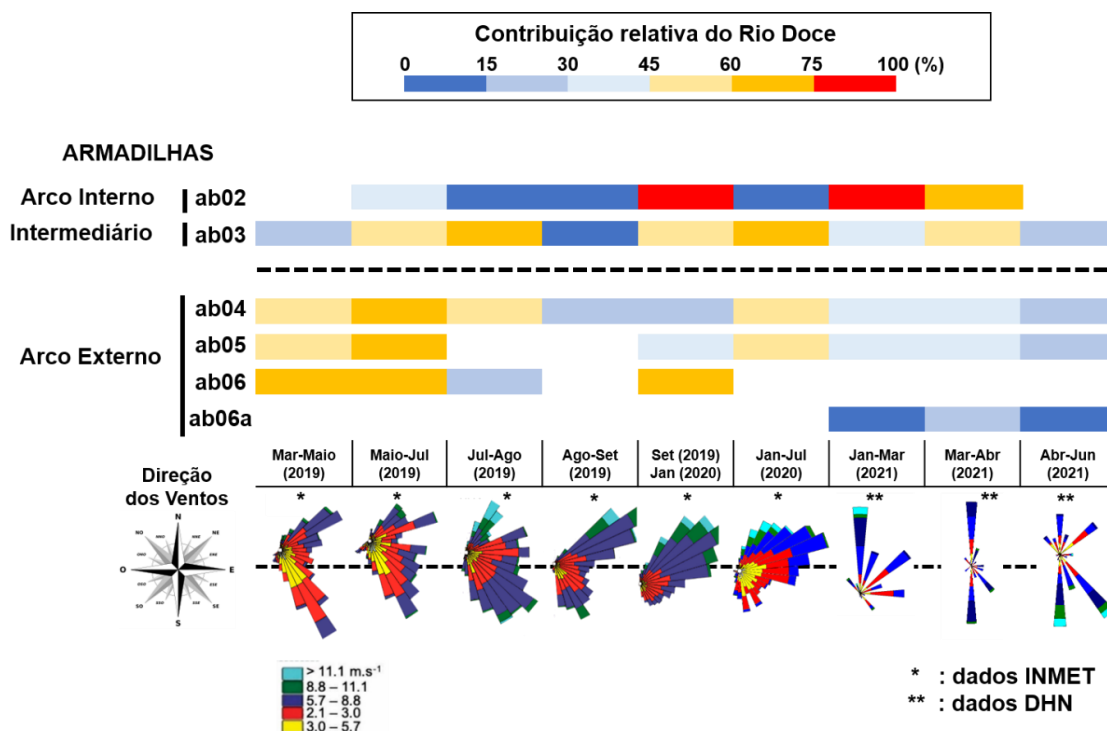 Contribuição relativa do Rio Doce
0 15 30 45 60 75 100 (%)
ARMADILHAS
Arco Interno ab02
Intermediário ab03
ab04
ab05
Arco Externo
ab06
ab06a
Mar-Maio (2019)
Maio-Jul (2019)
Jul-Ago (2019)
Ago-Set (2019)
Set (2019) Jan (2020)
Jan-Jul (2020)
Jan-Mar (2021)
Mar-Abr (2021)
Abr-Jun (2021)
Direção dos Ventos
* * * * * * ** ** **
N
NO NE
O E
SO SE
S
> 11.1 m.s⁻¹
8.8 – 11.1
5.7 – 8.8
2.1 – 3.0
3.0 – 5.7
* : dados INMET
** : dados DHN